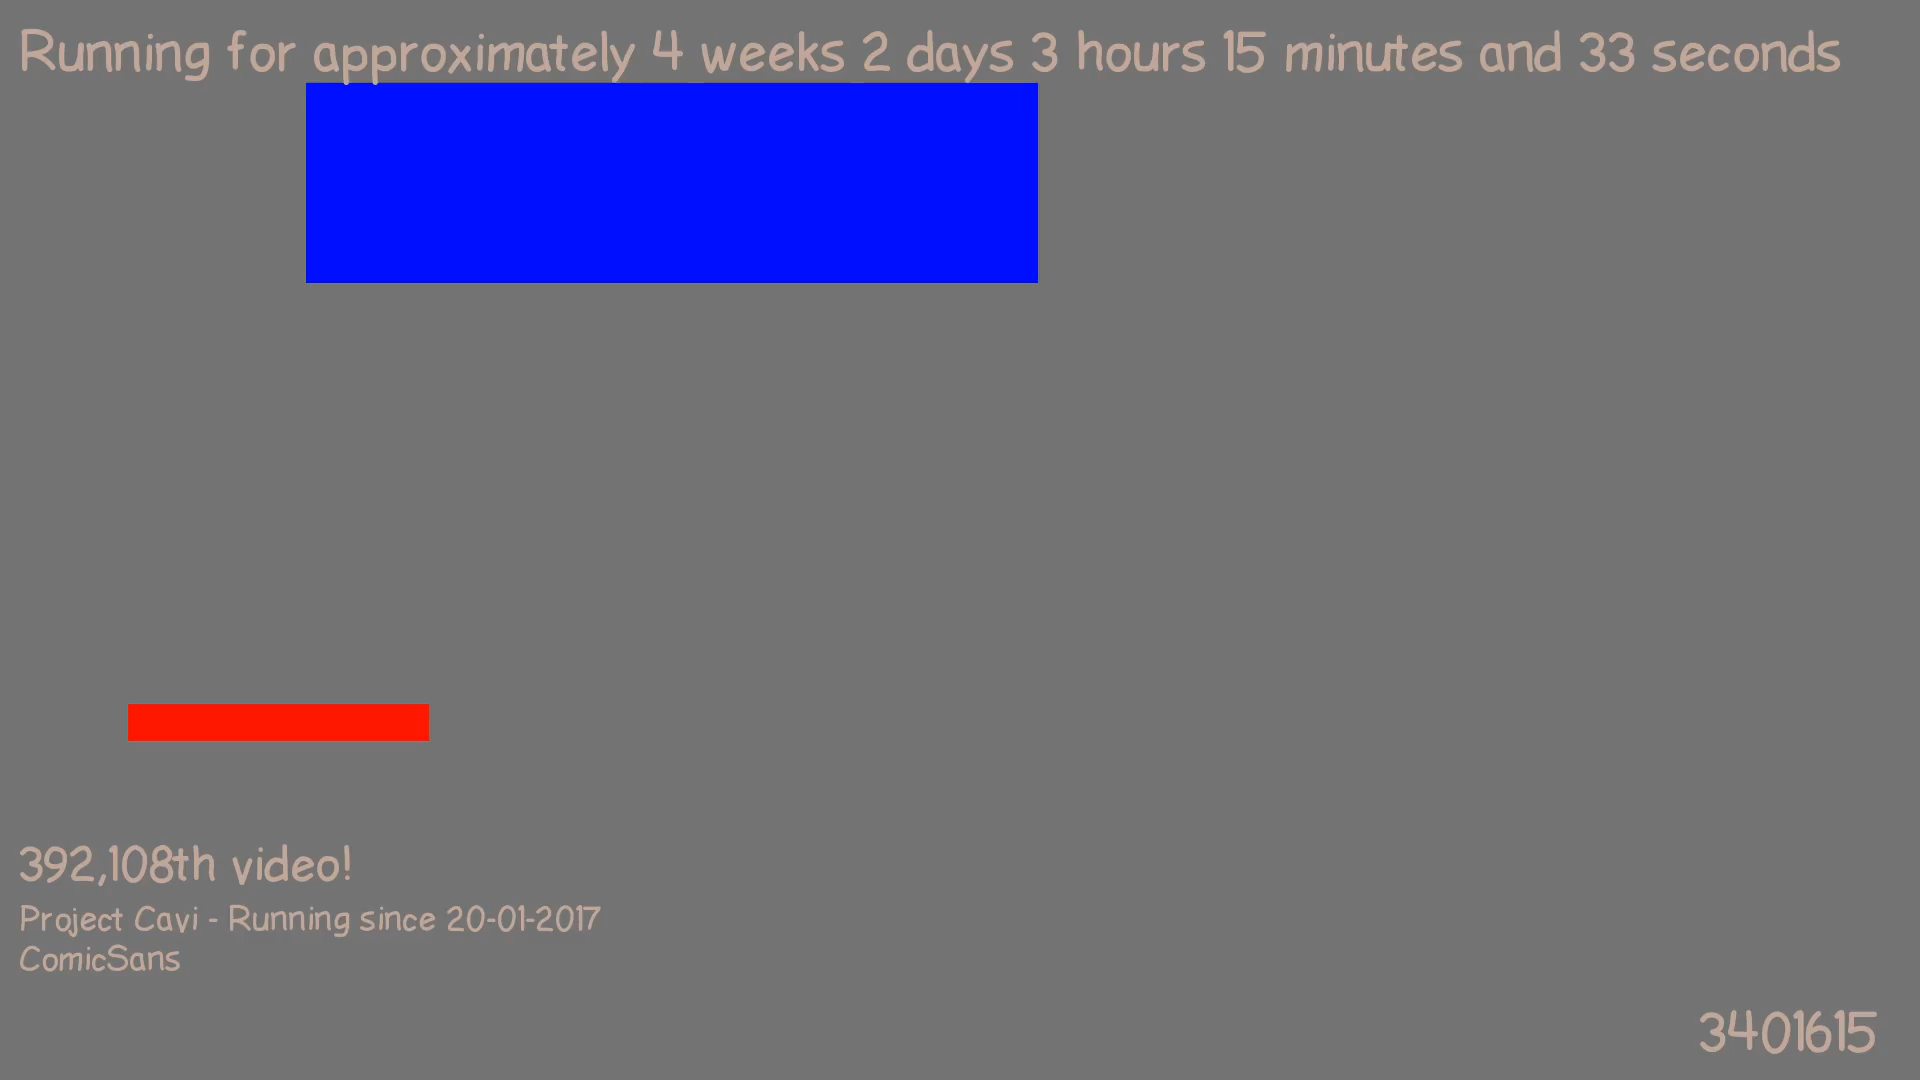 Running for approximately 4 weeks 2 days 3 hours 15 minutes and 33 seconds
392,108th video!
Project Cavi - Running since 20-01-2017
ComicSans
3401615